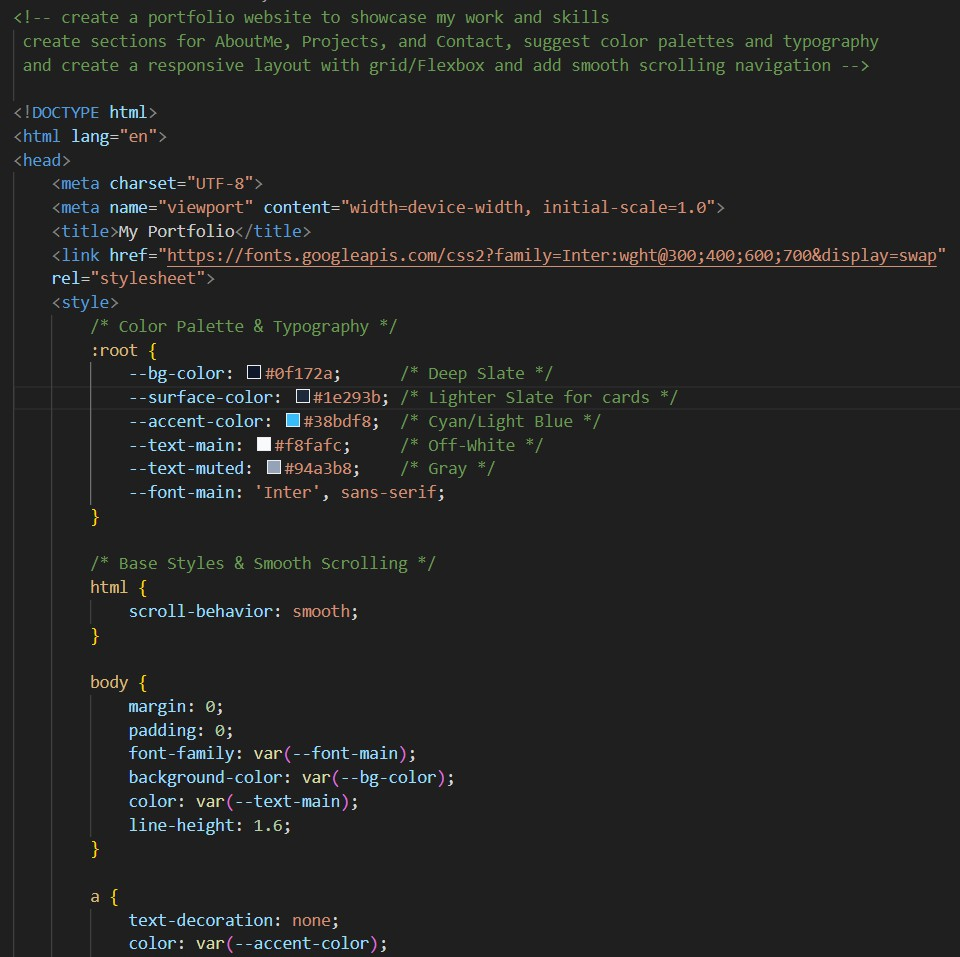 <!-- create a portfolio website to showcase my work and skills
create sections for AboutMe, Projects, and Contact, suggest color palettes and typography
and create a responsive layout with grid/Flexbox and add smooth scrolling navigation -->
<!DOCTYPE html>
<html lang="en">
<head>
<meta charset="UTF-8">
<meta name="viewport" content="width=device-width, initial-scale=1.0">
<title>My Portfolio</title>
<link href="https://fonts.googleapis.com/css2?family=Inter:wght@300;400;600;700&display=swap"
rel="stylesheet">
<style>
/* Color Palette & Typography */
:root {
--bg-color: #0f172a; /* Deep Slate */
--surface-color: #1e293b; /* Lighter Slate for cards */
--accent-color: #38bdf8; /* Cyan/Light Blue */
--text-main: #f8fafc; /* Off-White */
--text-muted: #94a3b8; /* Gray */
--font-main: 'Inter', sans-serif;
}
/* Base Styles & Smooth Scrolling */
html {
scroll-behavior: smooth;
}
body {
margin: 0;
padding: 0;
font-family: var(--font-main);
background-color: var(--bg-color);
color: var(--text-main);
line-height: 1.6;
}
a {
text-decoration: none;
color: var(--accent-color);